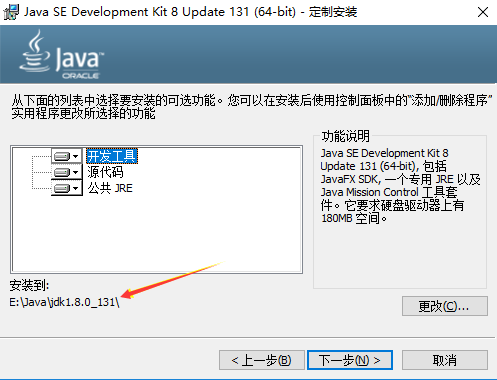 Java SE Development Kit 8 Update 131 (64-bit) - 定制安装
Java
ORACLE
从下面的列表中选择要安装的可选功能。您可以在安装后使用控制面板中的"添加/删除程序"
实用程序更改所选择的功能
开发工具
源代码
公共 JRE
功能说明
Java SE Development Kit 8
Update 131 (64-bit), 包括
JavaFX SDK, 一个专用 JRE 以及
Java Mission Control 工具套
件。它要求硬盘驱动器上有
180MB 空间。
安装到:
E:\Java\jdk1.8.0_131\
更改(C)...
< 上一步(B)
下一步(N) >
取消